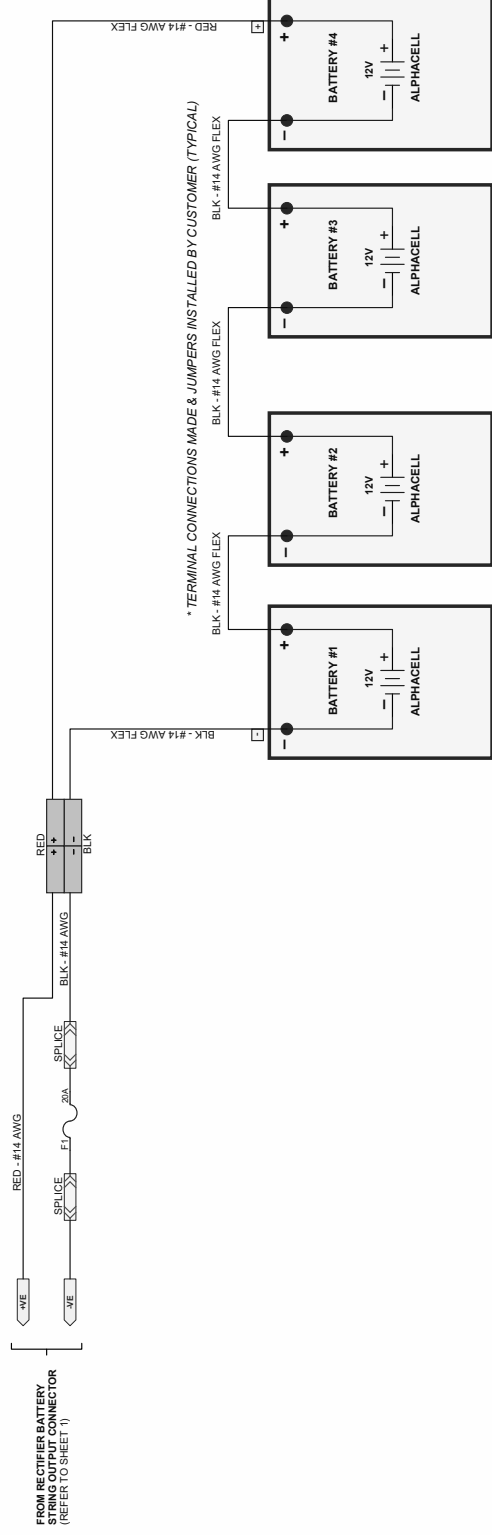 FROM RECTIFIER BATTERY
STRING OUTPUT CONNECTOR
(REFER TO SHEET 1)
+VE
-VE
RED - #14 AWG
SPLICE
F1
20A
SPLICE
BLK - #14 AWG
RED
+ +
- -
BLK
BLK - #14 AWG FLEX
-
RED - #14 AWG FLEX
+
* TERMINAL CONNECTIONS MADE & JUMPERS INSTALLED BY CUSTOMER (TYPICAL)
BLK - #14 AWG FLEX
BLK - #14 AWG FLEX
BLK - #14 AWG FLEX
- +
BATTERY #1
12V
- +
ALPHACELL
- +
BATTERY #2
12V
- +
ALPHACELL
- +
BATTERY #3
12V
- +
ALPHACELL
- +
BATTERY #4
12V
- +
ALPHACELL